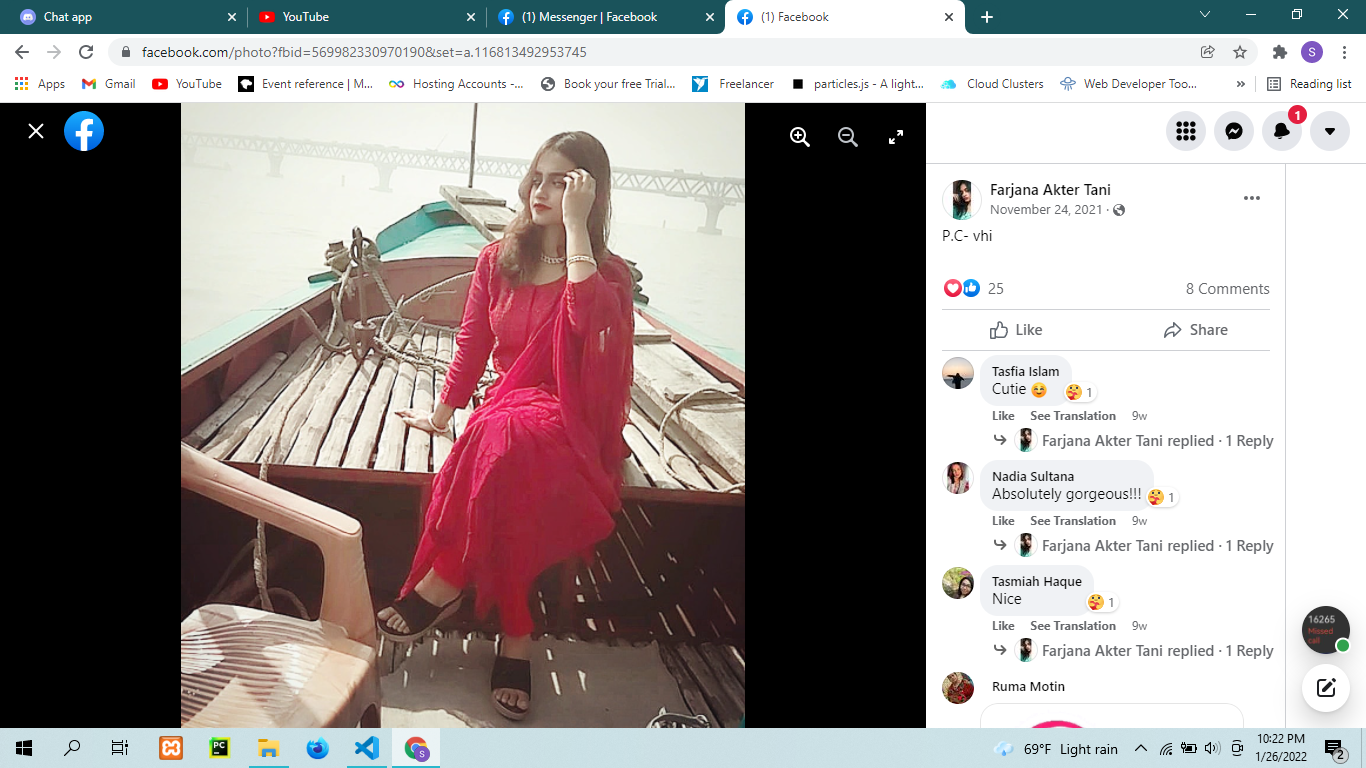 Chat app
YouTube
(1) Messenger | Facebook
(1) Facebook
facebook.com/photo?fbid=569982330970190&set=a.116813492953745
S
Apps
Gmail
YouTube
Event reference | M...
Hosting Accounts -...
Book your free Trial...
Freelancer
particles.js - A light...
Cloud Clusters
Web Developer Too...
»
Reading list
1
Farjana Akter Tani
November 24, 2021 ·
P.C- vhi
25
8 Comments
Like
Share
Tasfia Islam
Cutie ☺️
1
Like See Translation 9w
Farjana Akter Tani replied · 1 Reply
Nadia Sultana
Absolutely gorgeous!!!
1
Like See Translation 9w
Farjana Akter Tani replied · 1 Reply
Tasmiah Haque
Nice
1
Like See Translation 9w
Farjana Akter Tani replied · 1 Reply
Ruma Motin
16265
Missed
call
PC
S
69°F Light rain
10:22 PM
1/26/2022
2